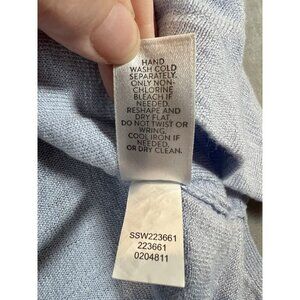 HAND
WASH COLD
SEPARATELY.
ONLY NON-
CHLORINE
BLEACH IF
NEEDED.
RESHAPE AND
DRY FLAT
DO NOT TWIST OR
WRING.
COOL IRON IF
NEEDED.
OR DRY CLEAN.
SSW223661
223661
0204811